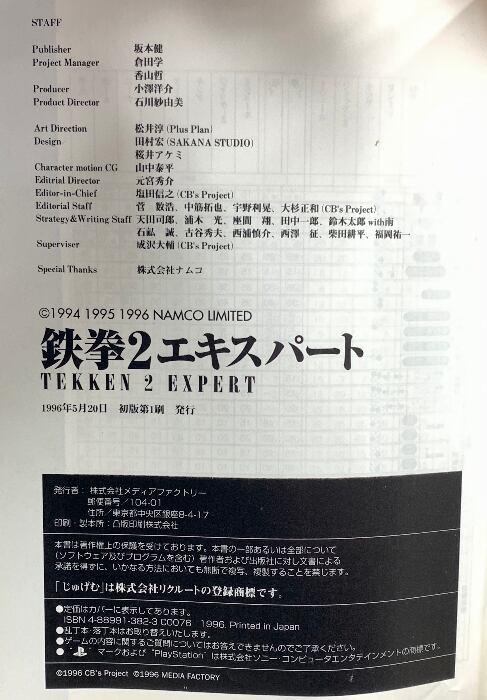 STAFF
Publisher 坂本健
Project Manager 倉田学
香山哲
Producer 小澤洋介
Product Director 石川紗由美
Art Direction 松井淳 (Plus Plan)
Design 田村宏 (SAKANA STUDIO)
桜井アケミ
Character motion CG 山中泰平
Editrial Director 元宮秀介
Editor-in-Chief 塩田信之 (CB's Project)
Editorial Staff 菅 数浩、中筋拓也、宇野利晃、大杉正和 (CB's Project)
Strategy&Writing Staff 天田司郎、浦木 光、座間 翔、田中一郎、鈴木太郎 with南
誠、古谷秀夫、西浦慎介、西澤 征、柴田耕平、福岡祐一
Superviser 成沢大輔 (CB's Project)
Special Thanks 株式会社ナムコ
©1994 1995 1996 NAMCO LIMITED
鉄拳2エキスパート
TEKKEN 2 EXPERT
1996年5月20日 初版第1刷 発行
発行者: 株式会社メディアファクトリー
郵便番号/104-01
住所/東京都中央区銀座8-4-17
印刷・製本所: 凸版印刷株式会社
本書は著作権上の保護を受けております。本書の一部あるいは全部について
(ソフトウェア及びプログラムを含む) 著作者および出版社に対し文書による
承諾を得ずに、いかなる方法においても無断で複写、複製することを禁じます。
「じゅげむ」は株式会社リクルートの登録商標です。
●定価はカバーに表示してあります。
ISBN 4-88991-382-3 C0076 1996. Printed in Japan
●乱丁本・落丁本はお取り替えいたします。
●ゲームの内容に関するご質問についてはお答えできませんのでご了承ください。
●"PS"マークおよび"PlayStation"は株式会社ソニー・コンピュータエンタテインメントの商標です。
©1996 CB's Project ©1996 MEDIA FACTORY